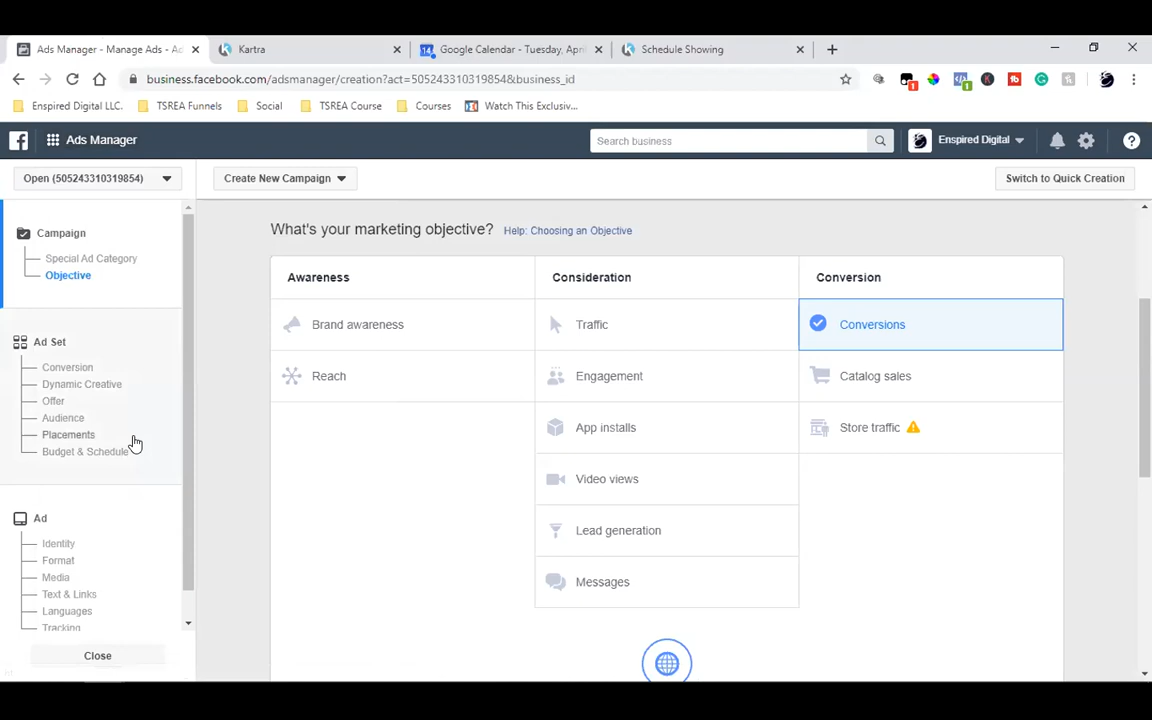 Ads Manager - Manage Ads - Ad
Kartra
Google Calendar - Tuesday, April
Schedule Showing
business.facebook.com/adsmanager/creation?act=505243310319854&business_id
Enspired Digital LLC.
TSREA Funnels
Social
TSREA Course
Courses
Watch This Exclusiv...
Ads Manager
Search business
Enspired Digital
Open (505243310319854)
Create New Campaign
Switch to Quick Creation
Campaign
Special Ad Category
Objective
Ad Set
Conversion
Dynamic Creative
Offer
Audience
Placements
Budget & Schedule
Ad
Identity
Format
Media
Text & Links
Languages
Tracking
Close
What's your marketing objective? Help: Choosing an Objective
Awareness
Consideration
Conversion
Brand awareness
Traffic
Conversions
Reach
Engagement
Catalog sales
App installs
Store traffic
Video views
Lead generation
Messages